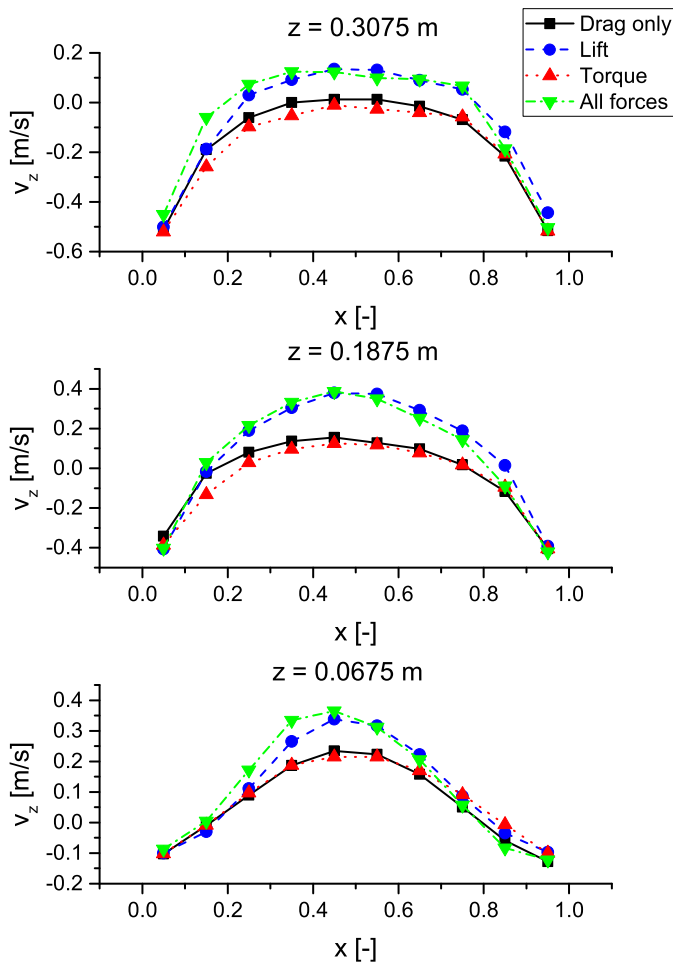 z = 0.3075 m
Drag only
Lift
Torque
All forces
0.2
0.0
-0.2
-0.4
-0.6
v_z [m/s]
0.0 0.2 0.4 0.6 0.8 1.0
x [-]
z = 0.1875 m
0.4
0.2
0.0
-0.2
-0.4
v_z [m/s]
0.0 0.2 0.4 0.6 0.8 1.0
x [-]
z = 0.0675 m
0.4
0.3
0.2
0.1
0.0
-0.1
-0.2
v_z [m/s]
0.0 0.2 0.4 0.6 0.8 1.0
x [-]